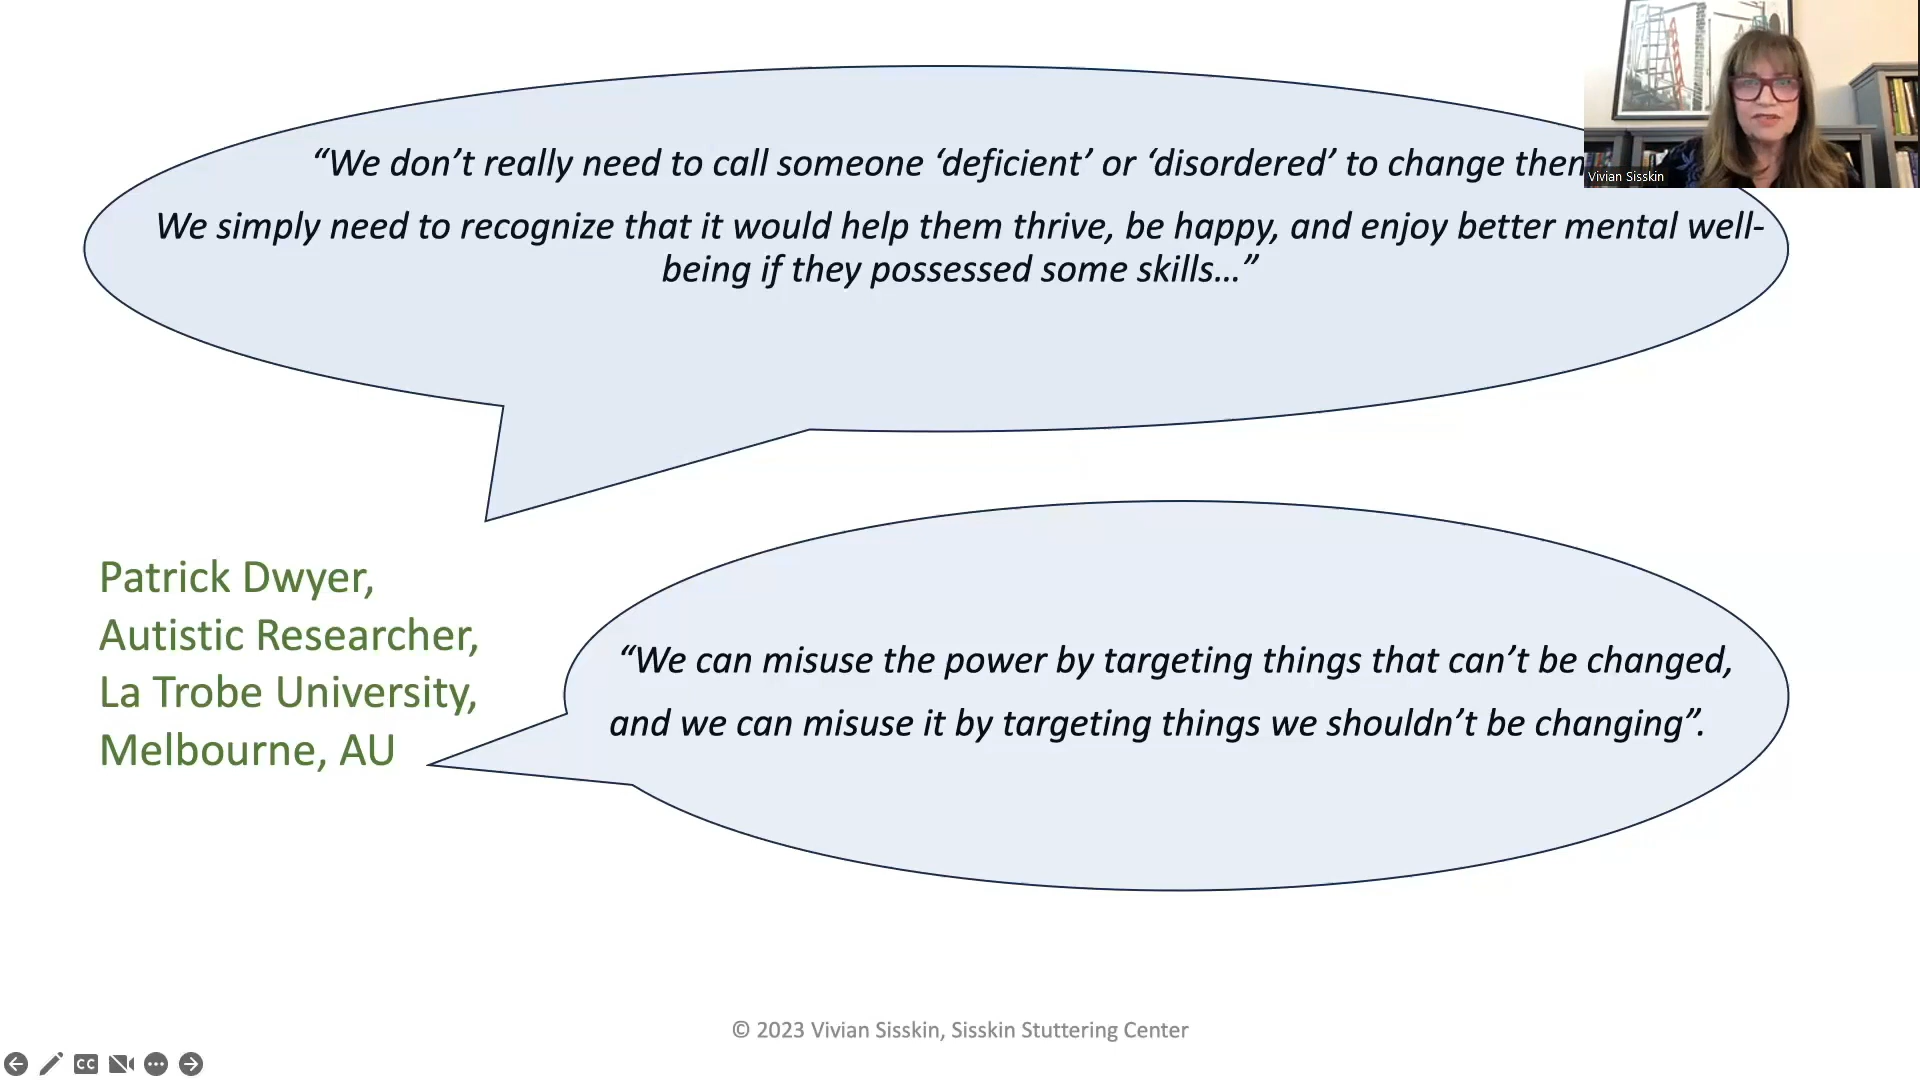 “We don’t really need to call someone ‘deficient’ or ‘disordered’ to change
We simply need to recognize that it would help them thrive, be happy, and enjoy better mental well-
being if they possessed some skills…”
Vivian Sisskin
Patrick Dwyer,
Autistic Researcher,
La Trobe University,
Melbourne, AU
“We can misuse the power by targeting things that can’t be changed,
and we can misuse it by targeting things we shouldn’t be changing”.
© 2023 Vivian Sisskin, Sisskin Stuttering Center
CC